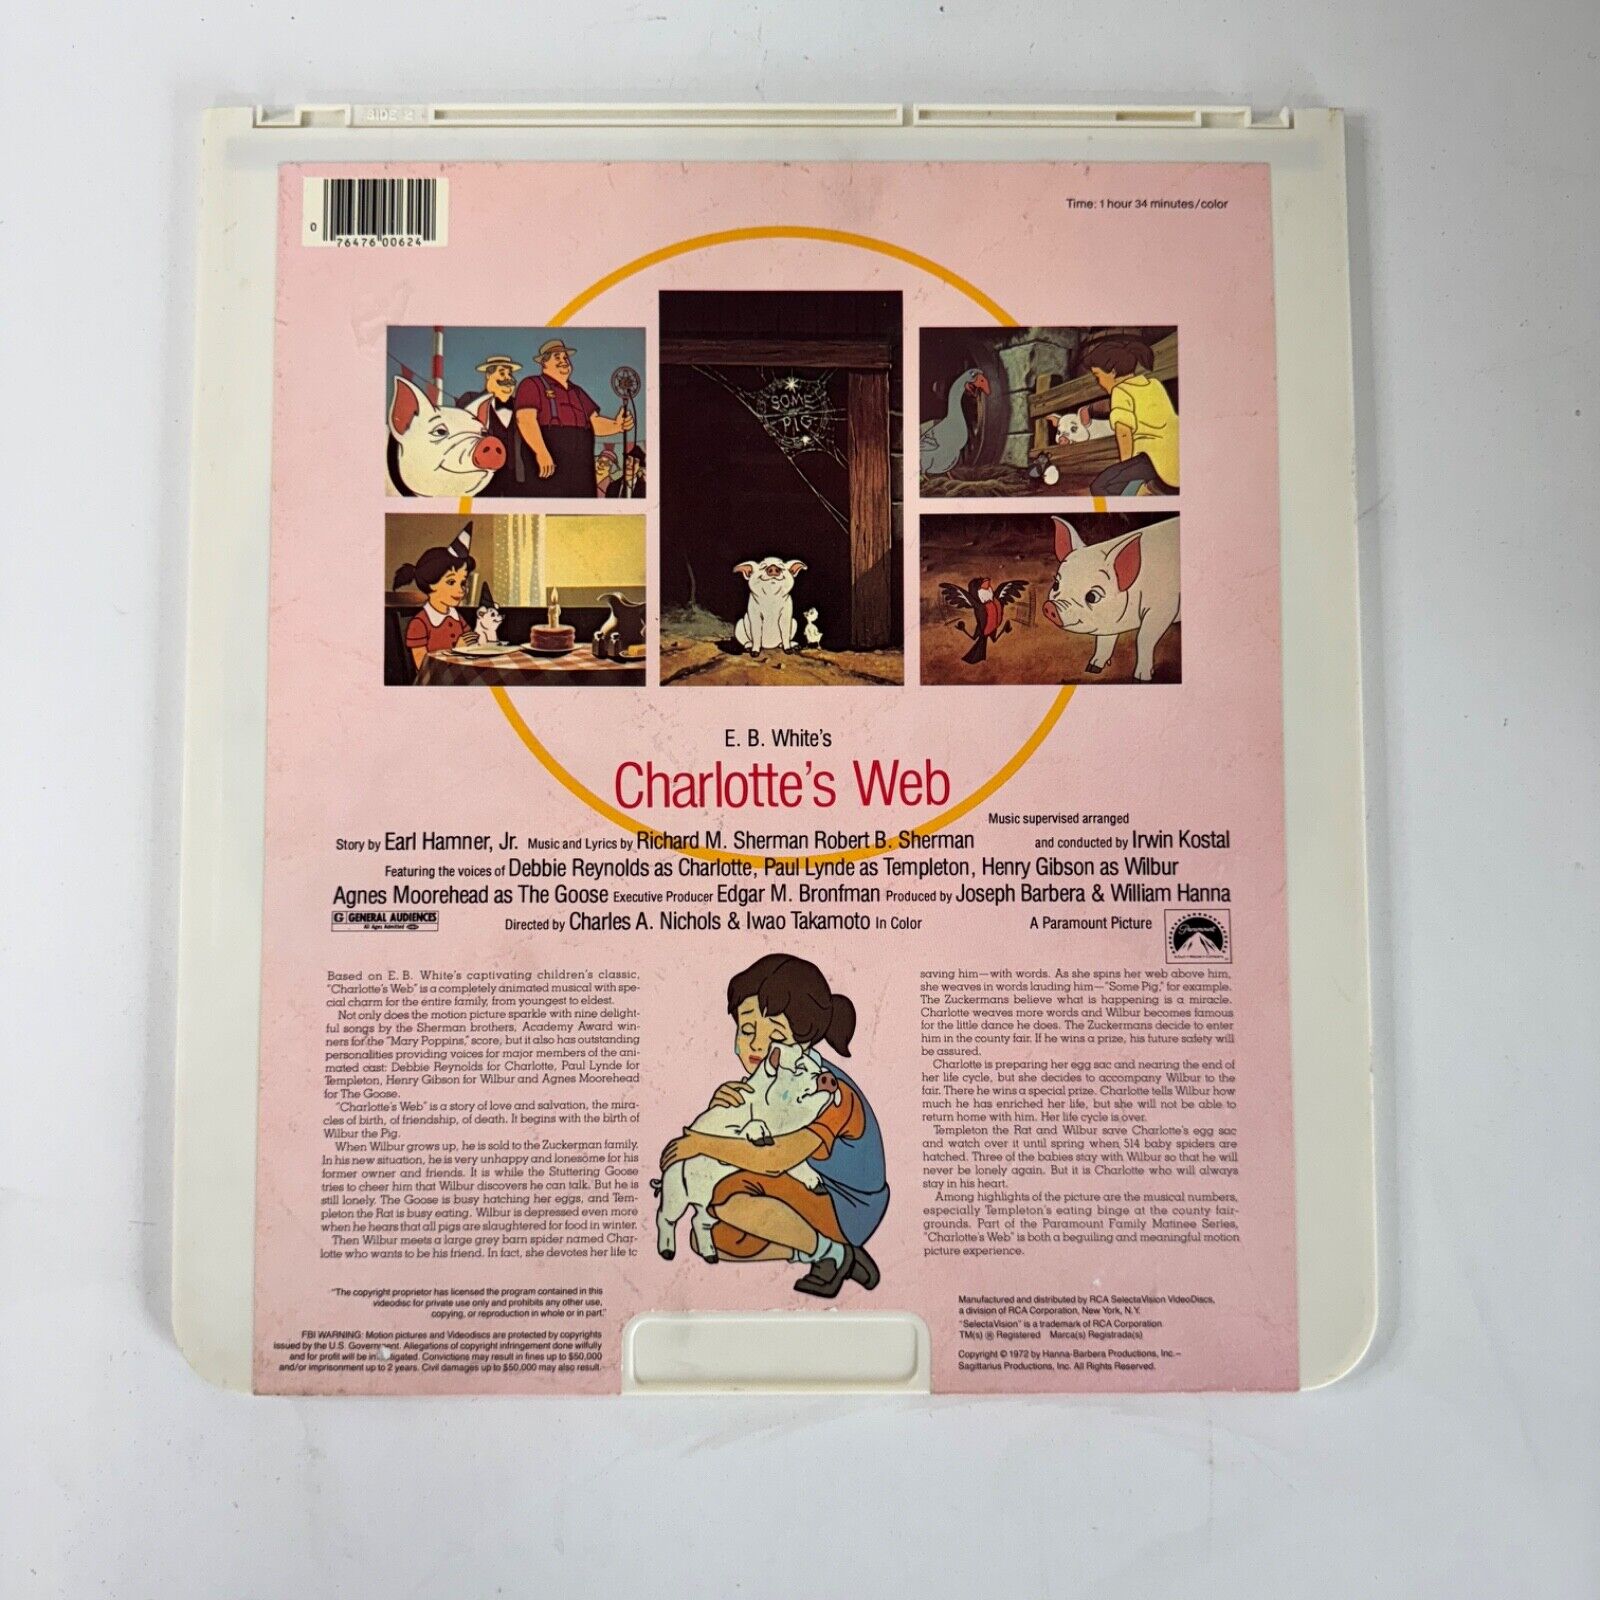 SIDE 2
0
76476 00624
Time: 1 hour 34 minutes/color
SOME
PIG
E. B. White's
Charlotte's Web
Music supervised arranged
Story by Earl Hamner, Jr. Music and Lyrics by Richard M. Sherman Robert B. Sherman and conducted by Irwin Kostal
Featuring the voices of Debbie Reynolds as Charlotte, Paul Lynde as Templeton, Henry Gibson as Wilbur
Agnes Moorehead as The Goose Executive Producer Edgar M. Bronfman Produced by Joseph Barbera & William Hanna
G GENERAL AUDIENCES
All Ages Admitted
Directed by Charles A. Nichols & Iwao Takamoto In Color
A Paramount Picture
Paramount
Based on E. B. White's captivating children's classic,
"Charlotte's Web" is a completely animated musical with spe-
cial charm for the entire family, from youngest to eldest.
Not only does the motion picture sparkle with nine delight-
ful songs by the Sherman brothers, Academy Award win-
ners for the "Mary Poppins," score, but it also has outstanding
personalities providing voices for major members of the ani-
mated cast: Debbie Reynolds for Charlotte, Paul Lynde for
Templeton, Henry Gibson for Wilbur and Agnes Moorehead
for The Goose.
"Charlotte's Web" is a story of love and salvation, the mira-
cles of birth, of friendship, of death. It begins with the birth of
Wilbur the Pig.
When Wilbur grows up, he is sold to the Zuckerman family.
In his new situation, he is very unhappy and lonesome for his
former owner and friends. It is while the Stuttering Goose
tries to cheer him that Wilbur discovers he can talk. But he is
still lonely. The Goose is busy hatching her eggs, and Tem-
pleton the Rat is busy eating. Wilbur is depressed even more
when he hears that all pigs are slaughtered for food in winter.
Then Wilbur meets a large grey barn spider named Char-
lotte who wants to be his friend. In fact, she devotes her life to
saving him—with words. As she spins her web above him,
she weaves in words lauding him—"Some Pig," for example.
The Zuckermans believe what is happening is a miracle.
Charlotte weaves more words and Wilbur becomes famous
for the little dance he does. The Zuckermans decide to enter
him in the county fair. If he wins a prize, his future safety will
be assured.
Charlotte is preparing her egg sac and nearing the end of
her life cycle, but she decides to accompany Wilbur to the
fair. There he wins a special prize. Charlotte tells Wilbur how
much he has enriched her life, but she will not be able to
return home with him. Her life cycle is over.
Templeton the Rat and Wilbur save Charlotte's egg sac
and watch over it until spring when 514 baby spiders are
hatched. Three of the babies stay with Wilbur so that he will
never be lonely again. But it is Charlotte who will always
stay in his heart.
Among highlights of the picture are the musical numbers,
especially Templeton's eating binge at the county fair-
grounds. Part of the Paramount Family Matinee Series,
"Charlotte's Web" is both a beguiling and meaningful motion
picture experience.
"The copyright proprietor has licensed the program contained in this
videodisc for private use only and prohibits any other use,
copying, or reproduction in whole or in part."
FBI WARNING: Motion pictures and Videodiscs are protected by copyrights
issued by the U.S. Government. Allegations of copyright infringement done wilfully
and for profit will be investigated. Convictions may result in fines up to $50,000
and/or imprisonment up to 2 years. Civil damages up to $50,000 may also result.
Manufactured and distributed by RCA SelectaVision VideoDiscs,
a division of RCA Corporation, New York, N.Y.
"SelectaVision" is a trademark of RCA Corporation
TM(s) ® Registered Marca(s) Registrada(s)
Copyright © 1972 by Hanna-Barbera Productions, Inc.–
Sagittarius Productions, Inc. All Rights Reserved.